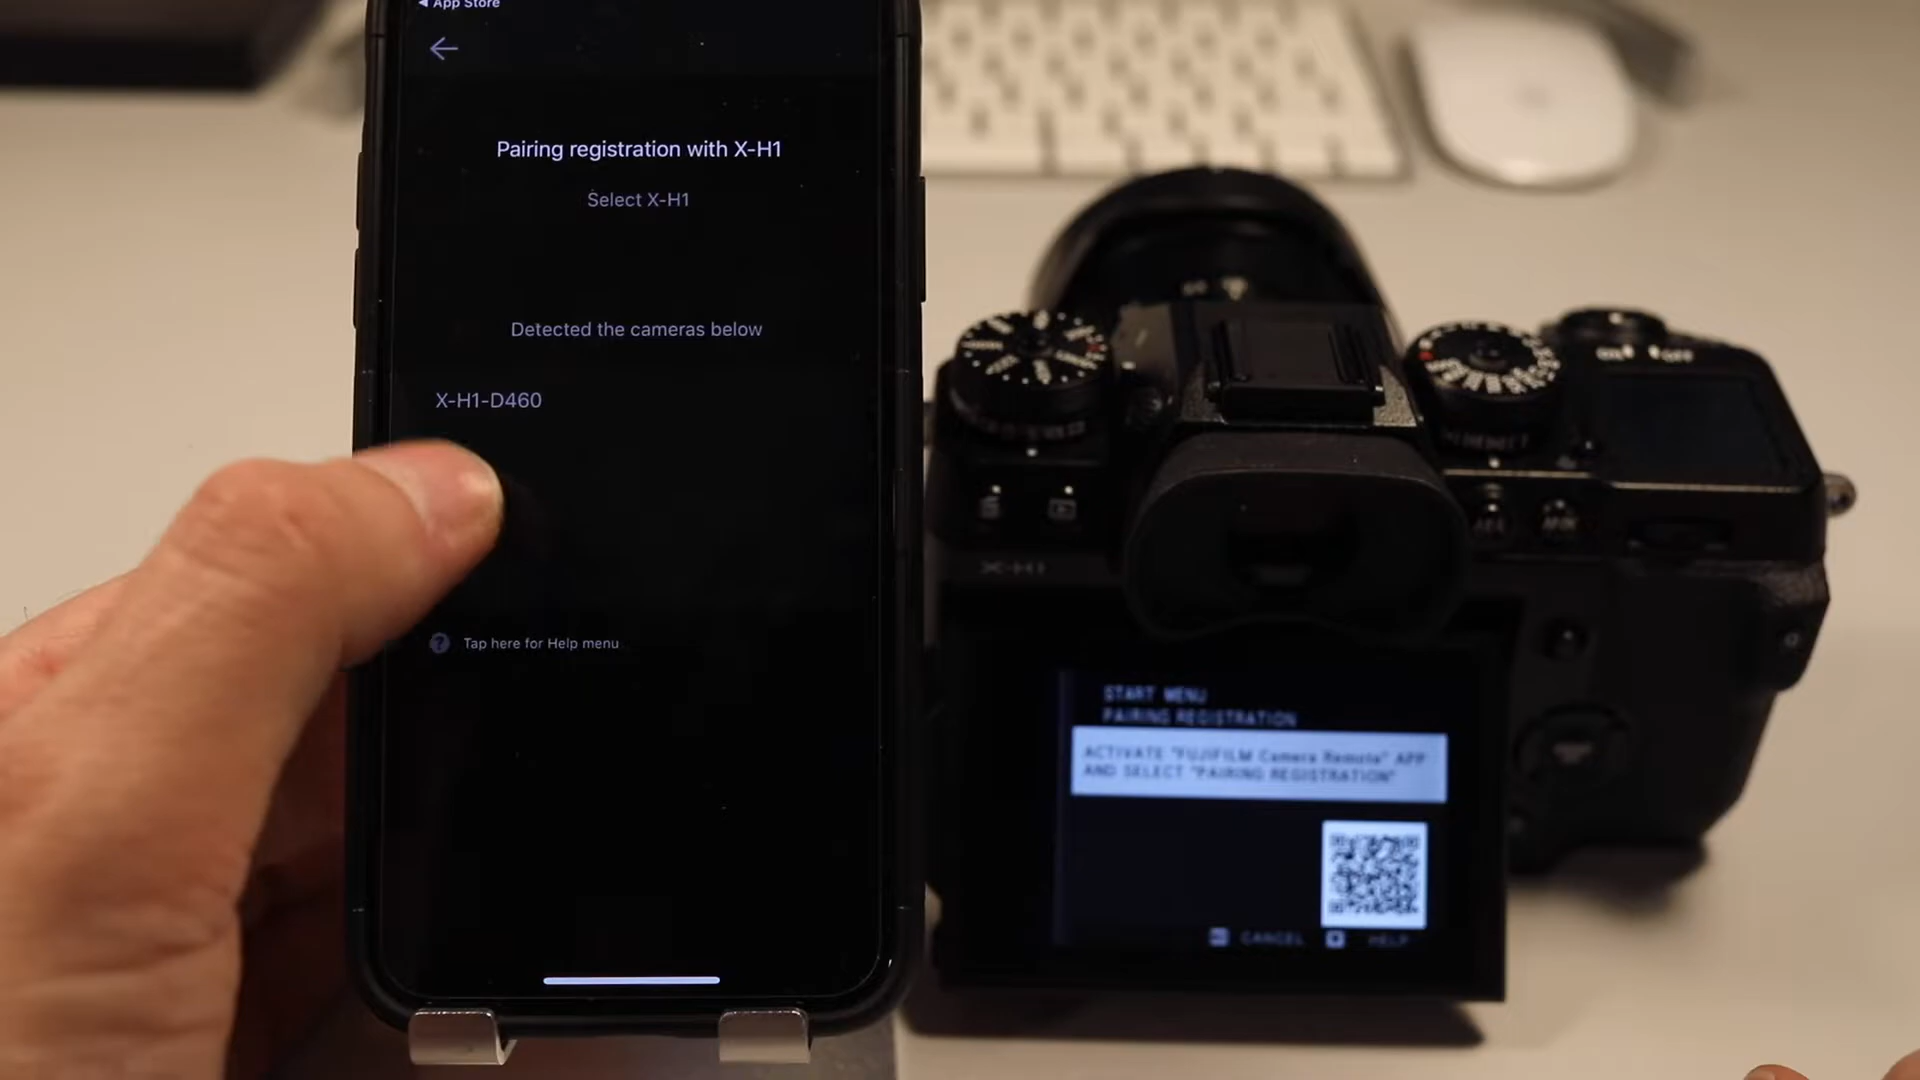 ◀ App Store
Pairing registration with X-H1
Select X-H1
Detected the cameras below
X-H1-D460
Tap here for Help menu
X-H1
START MENU
PAIRING REGISTRATION
ACTIVATE "FUJIFILM Camera Remote" APP
AND SELECT "PAIRING REGISTRATION"
CANCEL
HELP
OFF